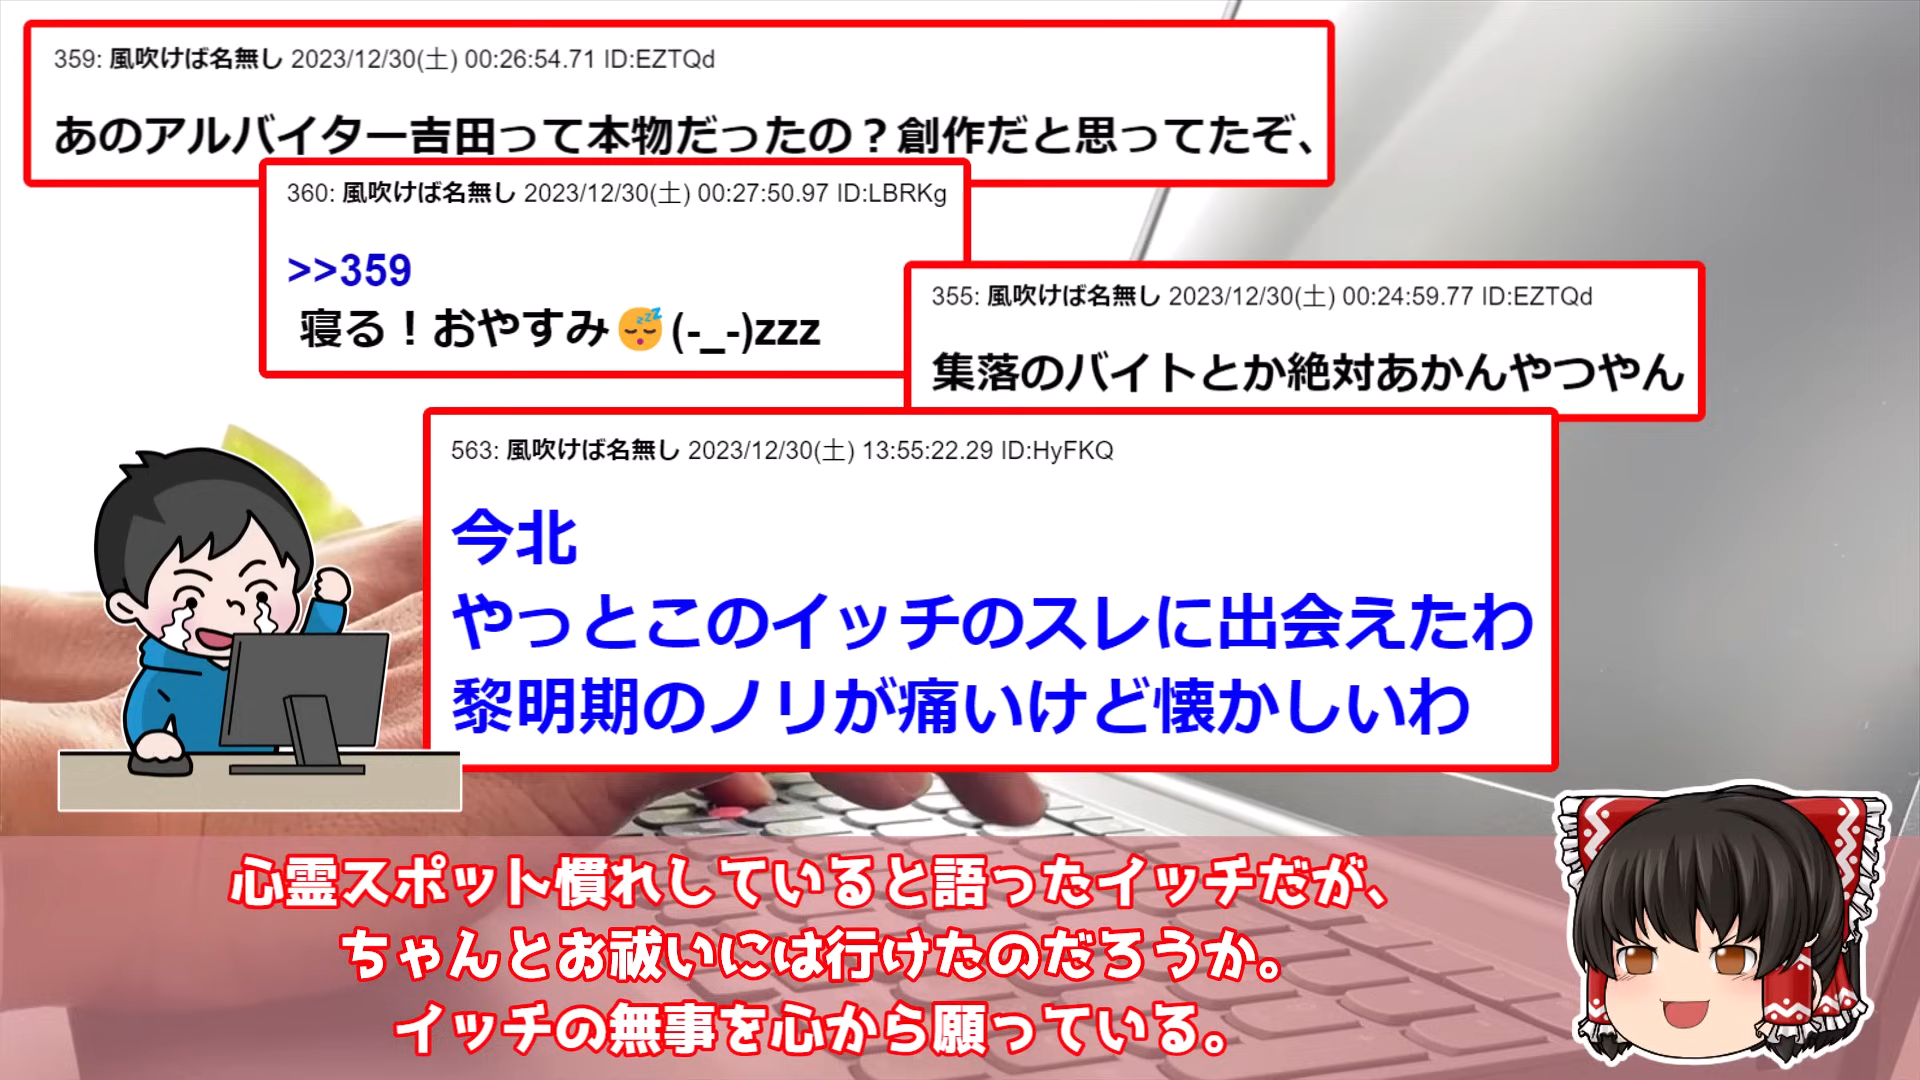 359: 風吹けば名無し 2023/12/30(土) 00:26:54.71 ID:EZTQd
あのアルバイター吉田って本物だったの？創作だと思ってたぞ、
360: 風吹けば名無し 2023/12/30(土) 00:27:50.97 ID:LBRKg
>>359
寝る！おやすみ😴(-_-)zzz
355: 風吹けば名無し 2023/12/30(土) 00:24:59.77 ID:EZTQd
集落のバイトとか絶対あかんやつやん
563: 風吹けば名無し 2023/12/30(土) 13:55:22.29 ID:HyFKQ
今北
やっとこのイッチのスレに出会えたわ
黎明期のノリが痛いけど懐かしいわ
心霊スポット慣れしていると語ったイッチだが、
ちゃんとお祓いには行けたのだろうか。
イッチの無事を心から願っている。